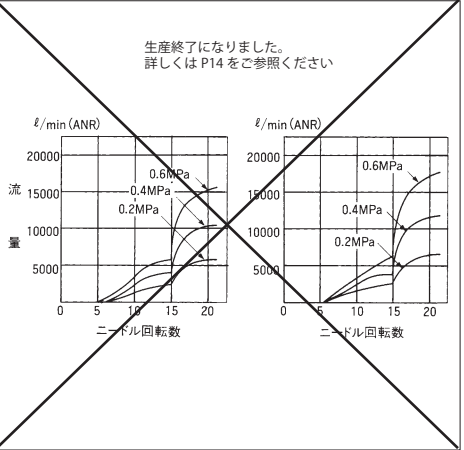 生産終了になりました。
詳しくは P14 をご参照ください
ℓ/min (ANR)
20000
15000
10000
5000
流
量
0.6MPa
0.4MPa
0.2MPa
0 5 10 15 20
ニードル回転数
ℓ/min (ANR)
20000
15000
10000
5000
0.6MPa
0.4MPa
0.2MPa
0 5 10 15 20
ニードル回転数